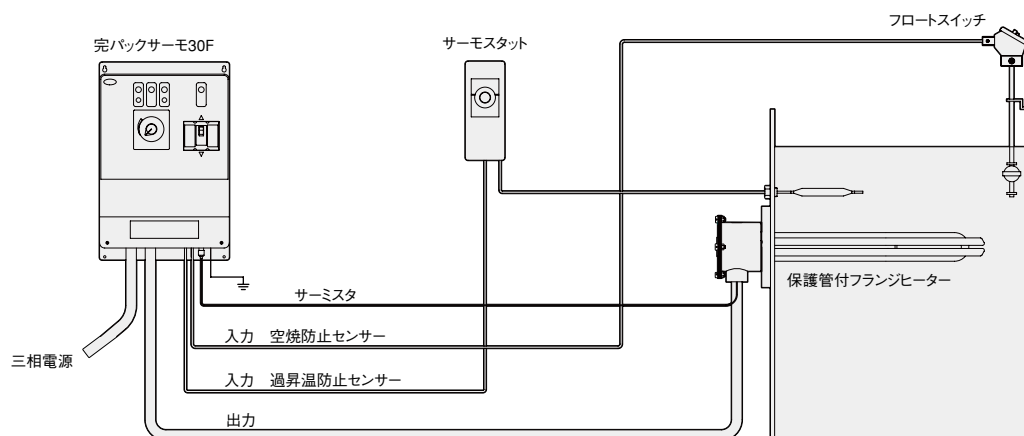 フロートスイッチ
完パックサーモ30F
サーモスタット
保護管付フランジヒーター
サーミスタ
入力 空焼防止センサー
三相電源
入力 過昇温防止センサー
出力